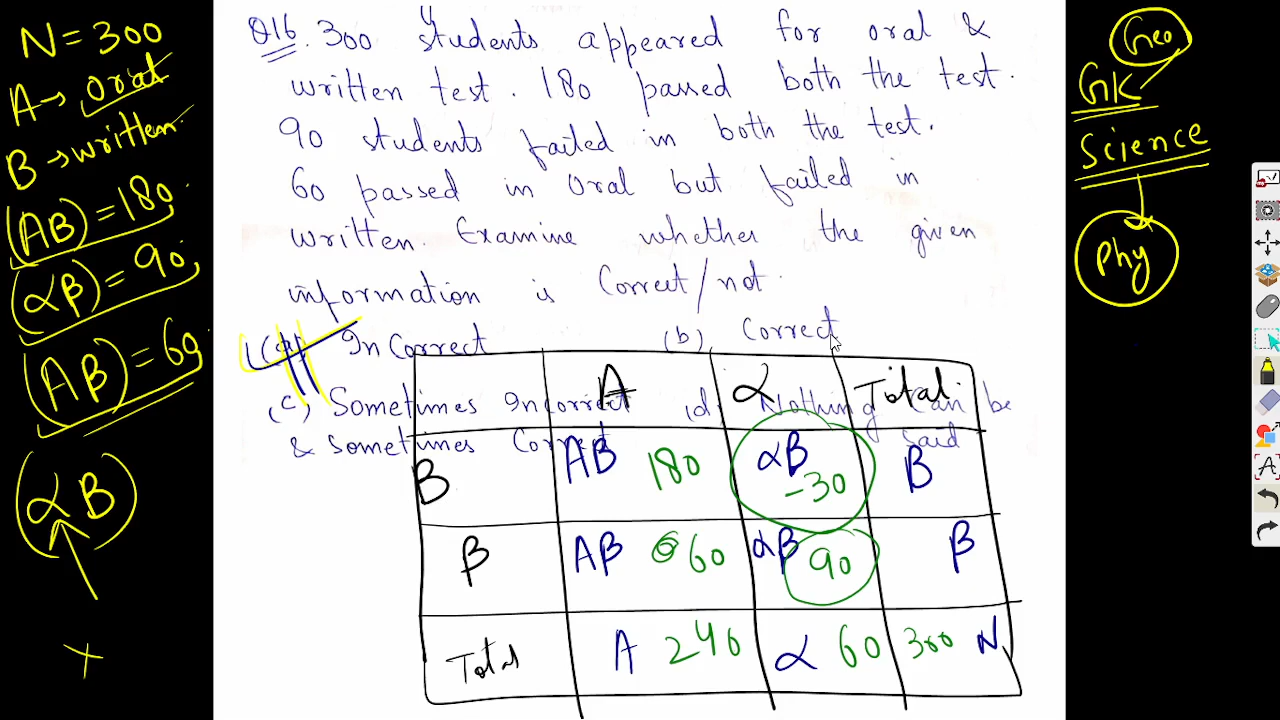 N = 300
A → oral
B → written
(AB) = 180
(αβ) = 90
(Aβ) = 60
(αB)
Q16. 300 students appeared for oral &
written test. 180 passed both the test.
90 students failed in both the test.
60 passed in oral but failed in
written. Examine whether the given
information is Correct/not.
(a) InCorrect (b) Correct
(c) Sometimes Incorrect (d) Nothing Can be
& sometimes Correct said
A α Total
B AB 180 αB -30 B
β Aβ 60 αβ 90 β
Total A 240 α 60 300 N
Geo
GK
Science
Phy